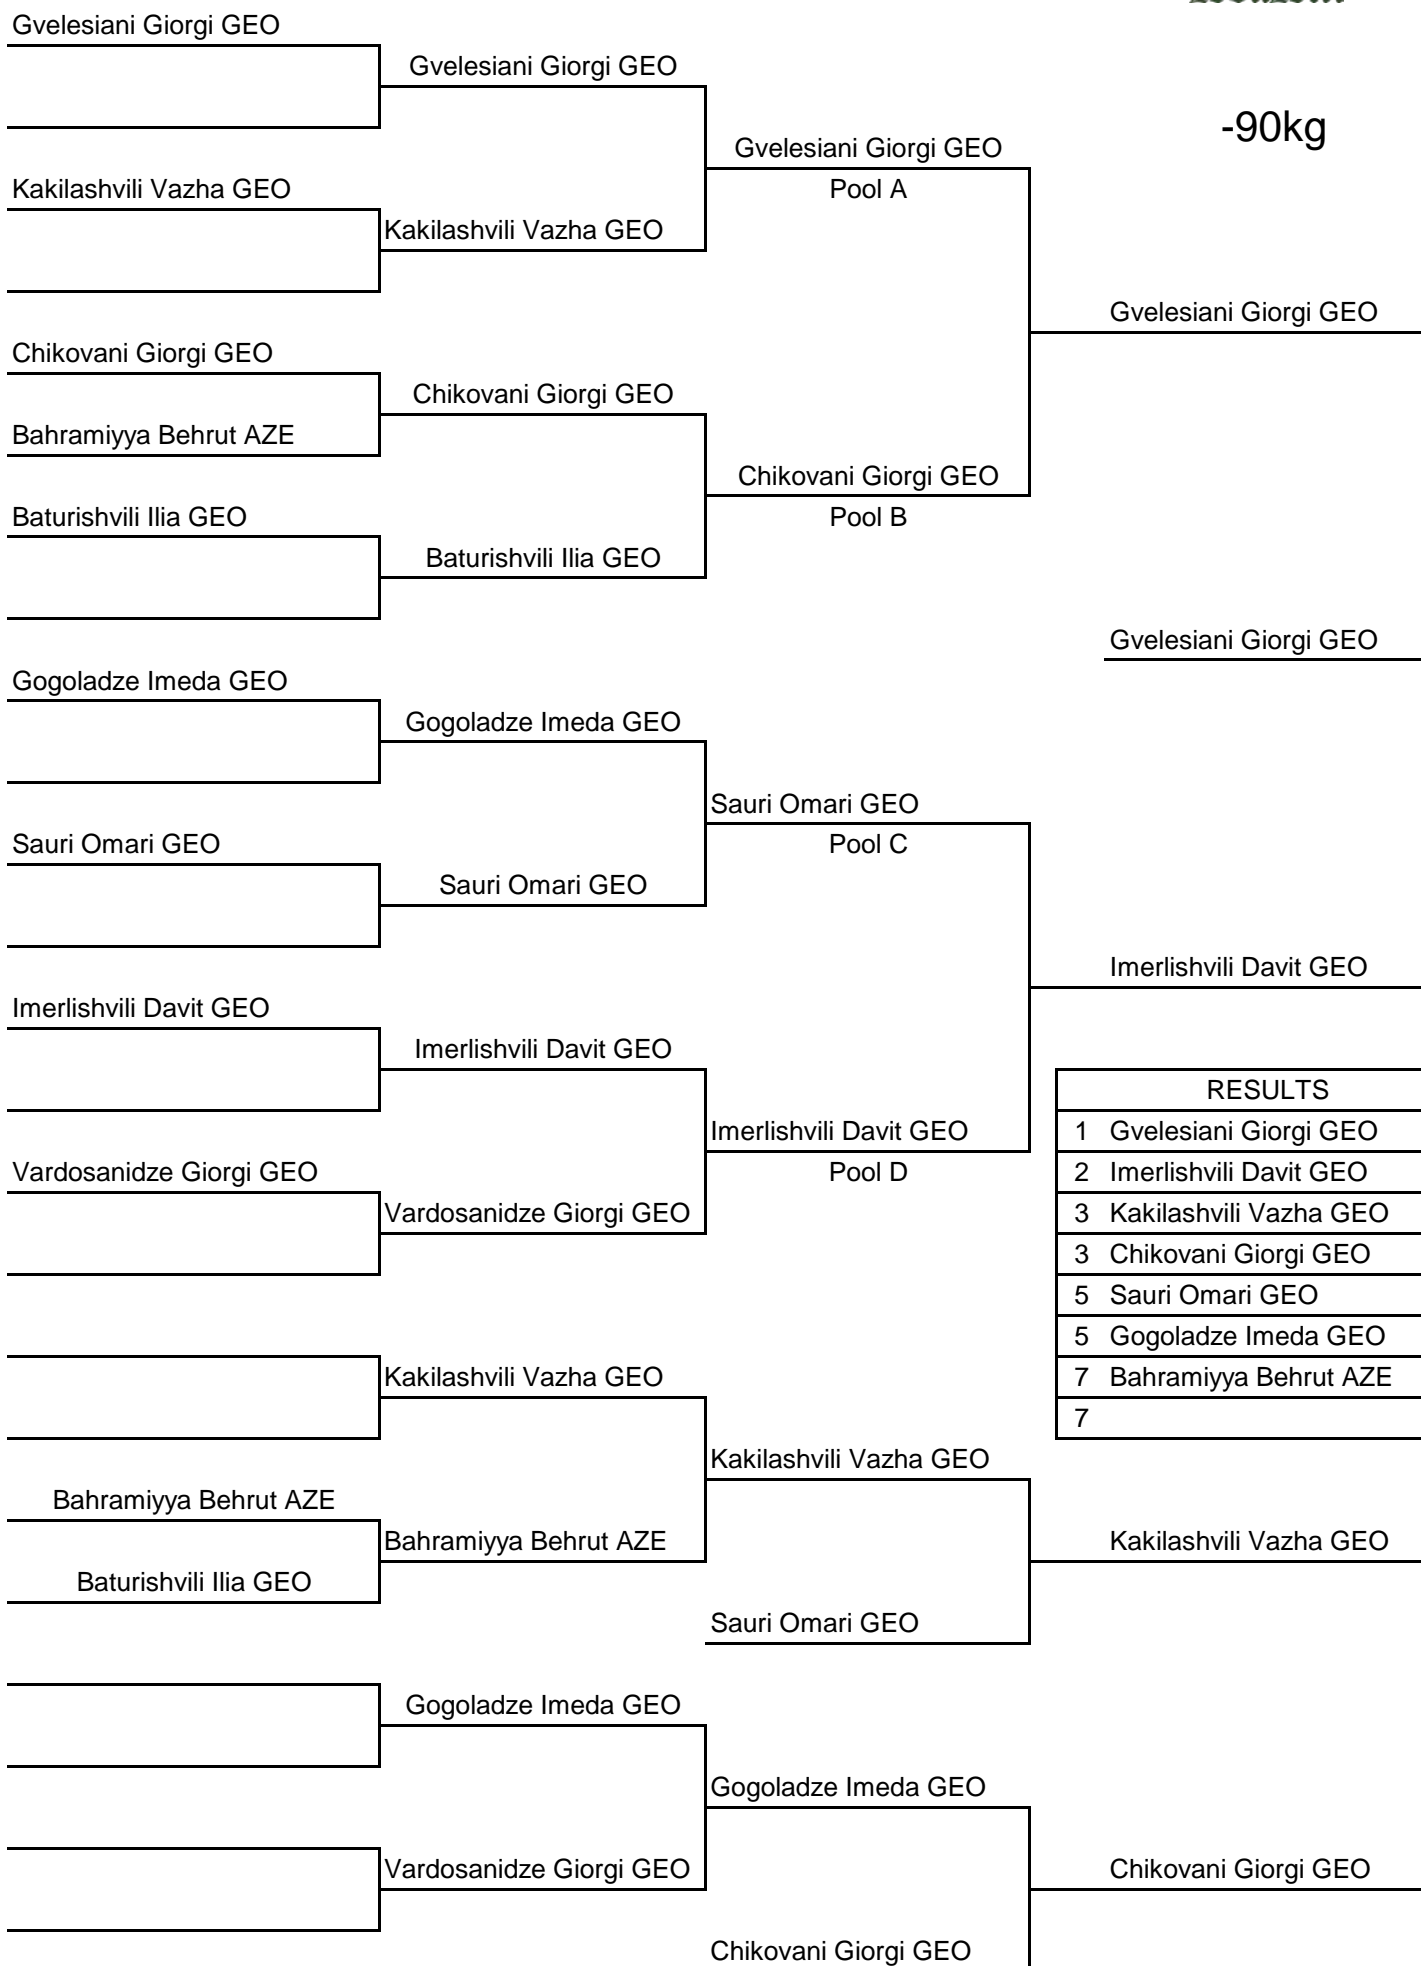 Gvelesiani Giorgi GEO
Gvelesiani Giorgi GEO
-90kg
Gvelesiani Giorgi GEO
Kakilashvili Vazha GEO
Pool A
Kakilashvili Vazha GEO
Gvelesiani Giorgi GEO
Chikovani Giorgi GEO
Chikovani Giorgi GEO
Bahramiyya Behrut AZE
Chikovani Giorgi GEO
Baturishvili Ilia GEO
Pool B
Baturishvili Ilia GEO
Gvelesiani Giorgi GEO
Gogoladze Imeda GEO
Gogoladze Imeda GEO
Sauri Omari GEO
Sauri Omari GEO
Pool C
Sauri Omari GEO
Imerlishvili Davit GEO
Imerlishvili Davit GEO
Imerlishvili Davit GEO
RESULTS
Imerlishvili Davit GEO
1 Gvelesiani Giorgi GEO
Vardosanidze Giorgi GEO
Pool D
2 Imerlishvili Davit GEO
Vardosanidze Giorgi GEO
3 Kakilashvili Vazha GEO
3 Chikovani Giorgi GEO
5 Sauri Omari GEO
5 Gogoladze Imeda GEO
Kakilashvili Vazha GEO
7 Bahramiyya Behrut AZE
7
Kakilashvili Vazha GEO
Bahramiyya Behrut AZE
Bahramiyya Behrut AZE
Kakilashvili Vazha GEO
Baturishvili Ilia GEO
Sauri Omari GEO
Gogoladze Imeda GEO
Gogoladze Imeda GEO
Vardosanidze Giorgi GEO
Chikovani Giorgi GEO
Chikovani Giorgi GEO